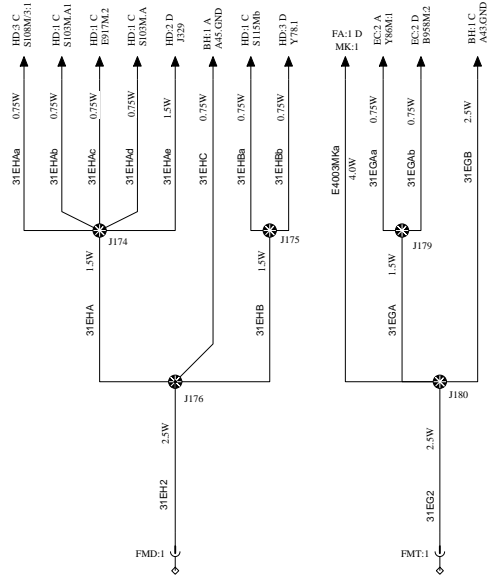 HD:3 C
S108M/3:1
HD:1 C
S103M.A1
HD:1 C
E917M.2
HD:1 C
S103M.A
HD:2 D
J329
BH:1 A
A45.GND
HD:1 C
S115Mb
HD:3 D
Y78.1
FA:1 D
MK:1
EC:2 A
Y86M:1
EC:2 D
B958M:2
BH:1 C
A43.GND
0.75W
0.75W
0.75W
0.75W
1.5W
0.75W
0.75W
0.75W
4.0W
0.75W
0.75W
2.5W
31EHAa
31EHAb
31EHAc
31EHAd
31EHAe
31EHC
31EHBa
31EHBb
E4003MKa
31EGAa
31EGAb
31EGB
J174
J175
J179
1.5W
1.5W
1.5W
31EHA
31EHB
31EGA
J176
J180
2.5W
2.5W
31EH2
31EG2
FMD:1
FMT:1